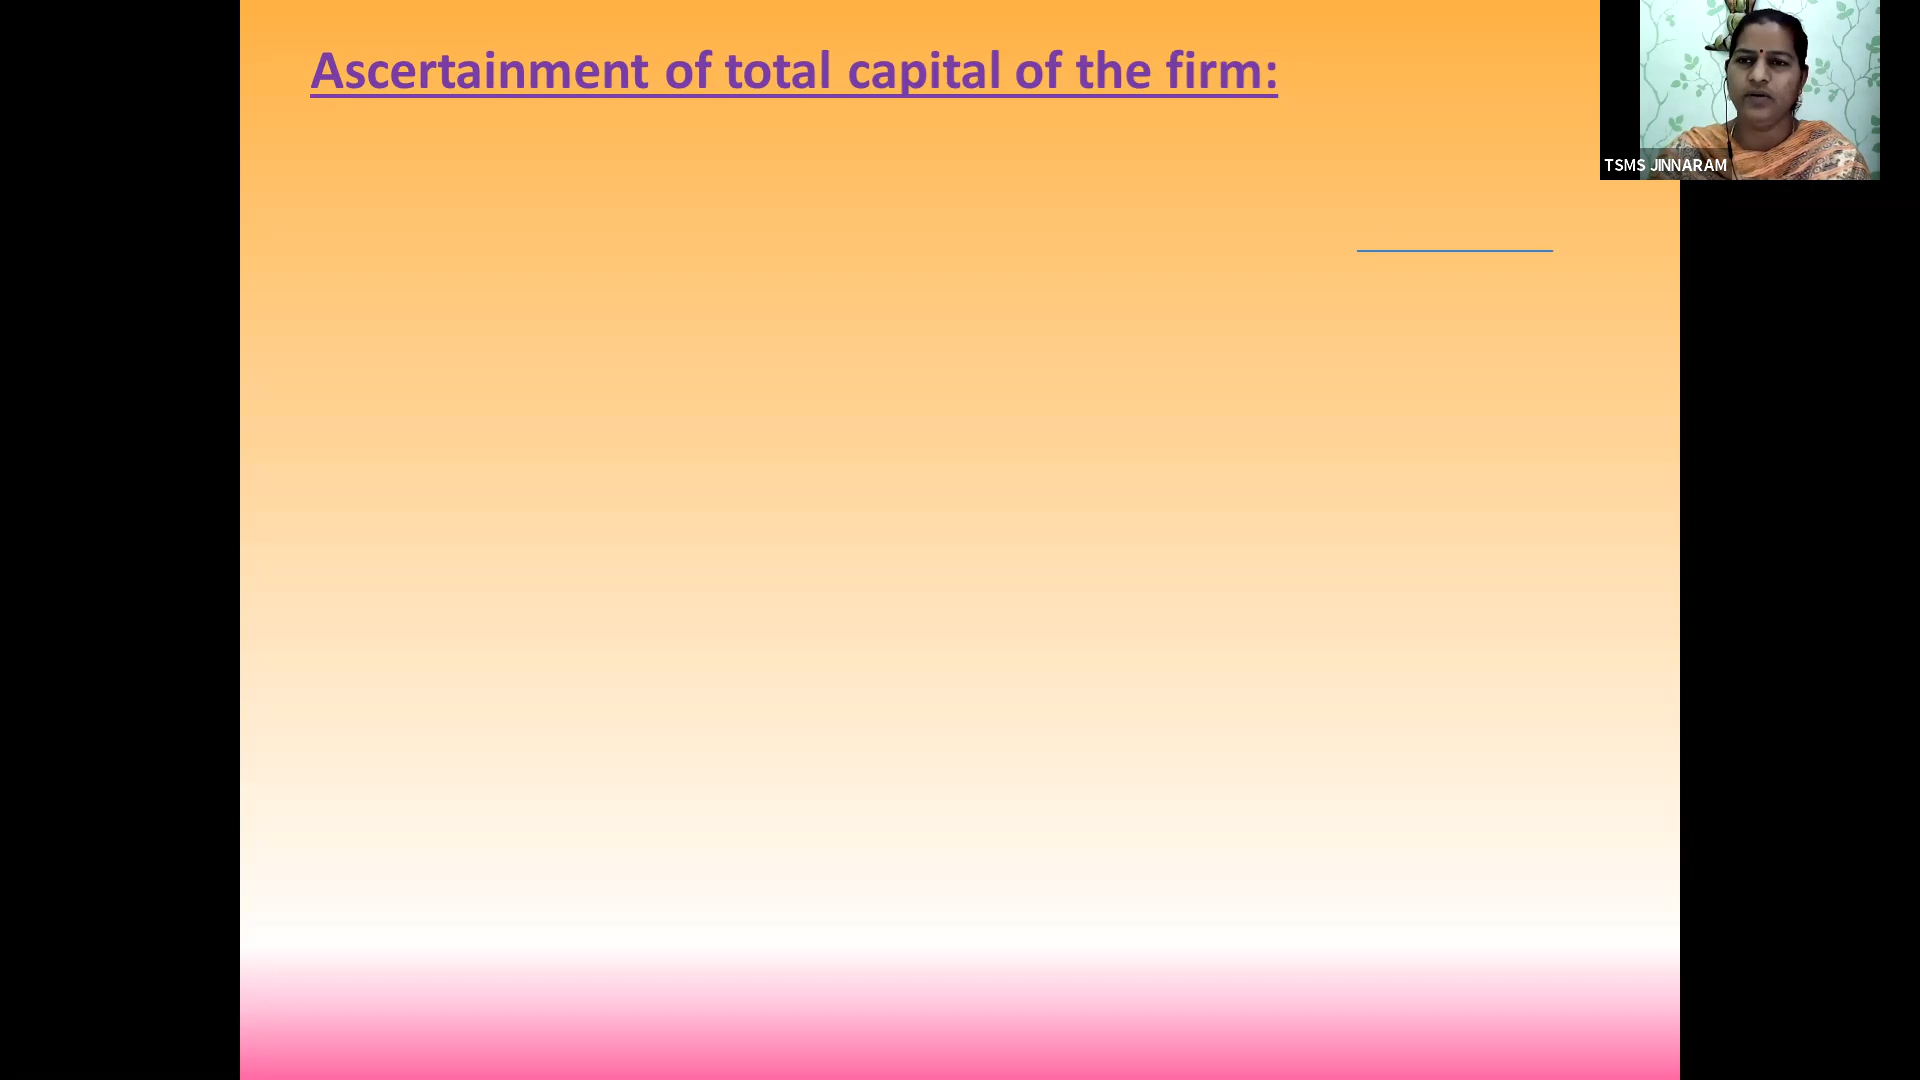 Ascertainment of total capital of the firm:
TSMS JINNARAM